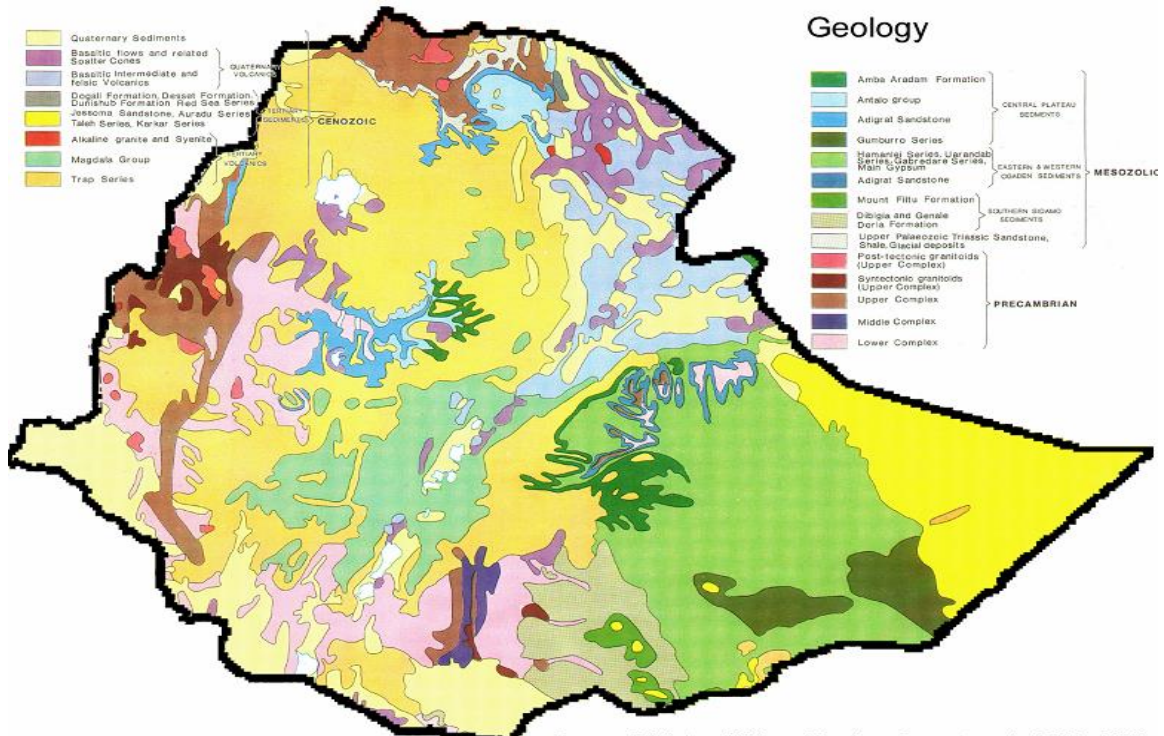 Geology
Quaternary Sediments
Basaltic flows and related
Soatter Cones
Basaltic Intermediate and
felsic Volcanics
QUATERNARY
VOLCANICS
Dogali Formation, Desset Formation,
Dunishub Formation Red Sea Series
Jessoma Sandstone, Auradu Series
Taleh Series, Karkar Series
TERTIARY
SEDIMENTS
Alkaline granite and Syenite
Magdala Group
Trap Series
TERTIARY
VOLCANICS
CENOZOIC
Amba Aradam Formation
Antalo group
Adigrat Sandstone
Gumburro Series
CENTRAL PLATEAU
SEDIMENTS
Hamaniei Series, Uarandab
Series, Gabredare Series,
Main Gypsum
Adigrat Sandstone
EASTERN & WESTERN
OGADEN SEDIMENTS
Mount Filtu Formation
Dibigia and Genale
Doria Formation
SOUTHERN SIDAMO
SEDIMENTS
Upper Palaeozoic Triassic Sandstone,
Shale, Glacial deposits
MESOZOLIC
Post-tectonic granitoids
(Upper Complex)
Syntectonic granitoids
(Upper Complex)
Upper Complex
Middle Complex
Lower Complex
PRECAMBRIAN